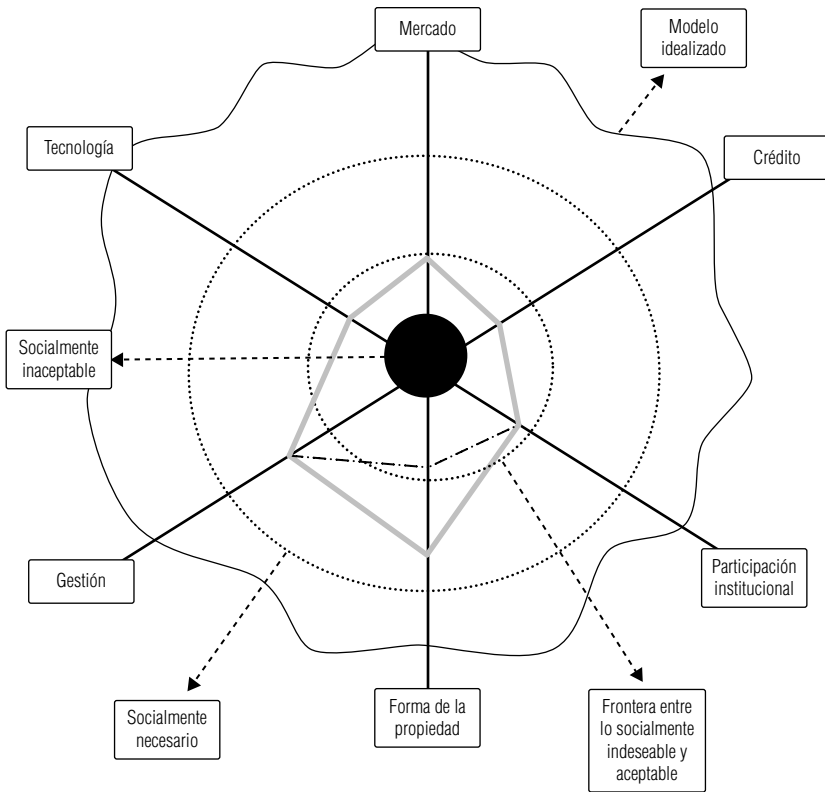 Mercado
Modelo
idealizado
Tecnología
Crédito
Socialmente
inaceptable
Gestión
Participación
institucional
Socialmente
necesario
Forma de la
propiedad
Frontera entre
lo socialmente
indeseable y
aceptable